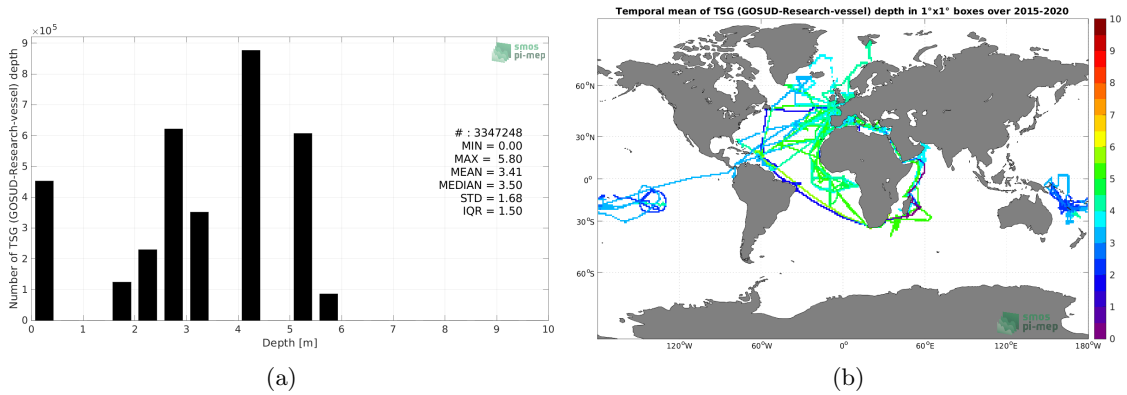 ×10⁵
9
8
7
6
5
4
3
2
1
0
Number of TSG (GOSUD-Research-vessel) depth
smos
pi-mep
# : 3347248
MIN = 0.00
MAX = 5.80
MEAN = 3.41
MEDIAN = 3.50
STD = 1.68
IQR = 1.50
0 1 2 3 4 5 6 7 8 9 10
Depth [m]
(a)
Temporal mean of TSG (GOSUD-Research-vessel) depth in 1°x1° boxes over 2015-2020
60°N
30°N
0°
30°S
60°S
120°W 60°W 0° 60°E 120°E 180°W
smos
pi-mep
10
9
8
7
6
5
4
3
2
1
0
(b)